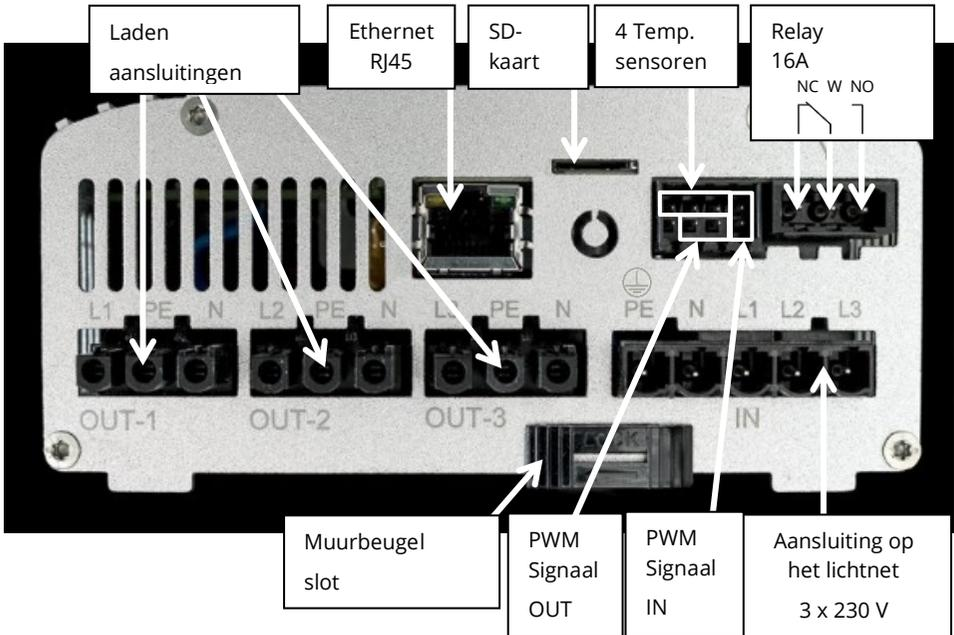 Laden
aansluitingen
Ethernet
RJ45
SD-
kaart
4 Temp.
sensoren
Relay
16A
NC W NO
L1 PE N L2 PE N L3 PE N PE N L1 L2 L3
OUT-1 OUT-2 OUT-3 IN
LOCK
Muurbeugel
slot
PWM
Signaal
OUT
PWM
Signaal
IN
Aansluiting op
het lichtnet
3 x 230 V